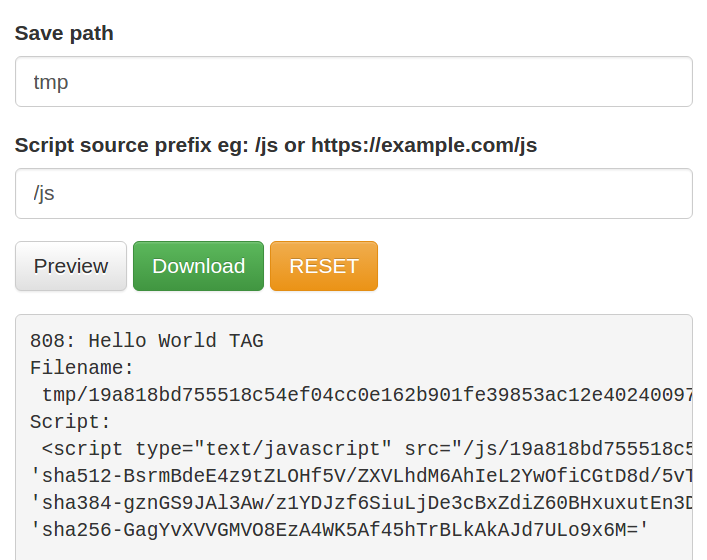 Save path
tmp
Script source prefix eg: /js or https://example.com/js
/js
Preview Download RESET
808: Hello World TAG
Filename:
tmp/19a818bd755518c54ef04cc0e162b901fe39853ac12e40240097
Script:
<script type="text/javascript" src="/js/19a818bd755518c5
'sha512-BsrmBdeE4z9tZLOHf5V/ZXVLhdM6AhIeL2YwOfiCGtD8d/5vT
'sha384-gznGS9JAl3Aw/z1YDJzf6SiuLjDe3cBxZdiZ60BHxuxutEn3D
'sha256-GagYvXVVGMVO8EzA4WK5Af45hTrBLkAkAJd7ULo9x6M='